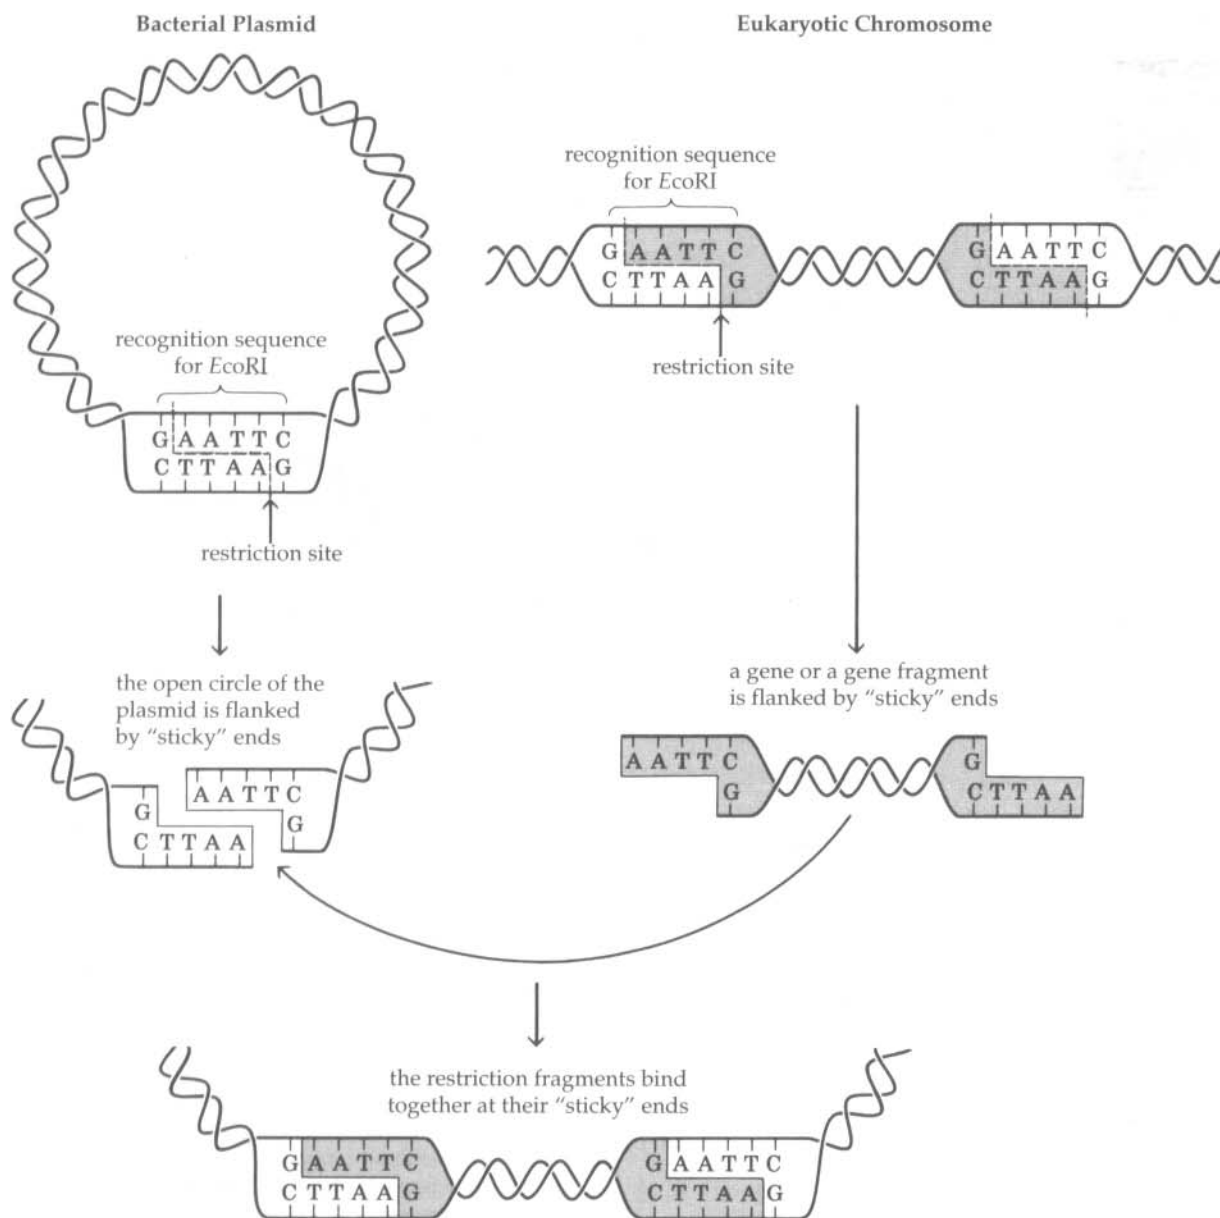 Bacterial Plasmid
Eukaryotic Chromosome
recognition sequence
for EcoRI
G A A T T C
C T T A A G
restriction site
recognition sequence
for EcoRI
G A A T T C
C T T A A G
restriction site
G A A T T C
C T T A A G
the open circle of the
plasmid is flanked
by “sticky” ends
G
C T T A A
A A T T C
G
a gene or a gene fragment
is flanked by “sticky” ends
A A T T C
G
G
C T T A A
the restriction fragments bind
together at their “sticky” ends
G A A T T C
C T T A A G
G A A T T C
C T T A A G